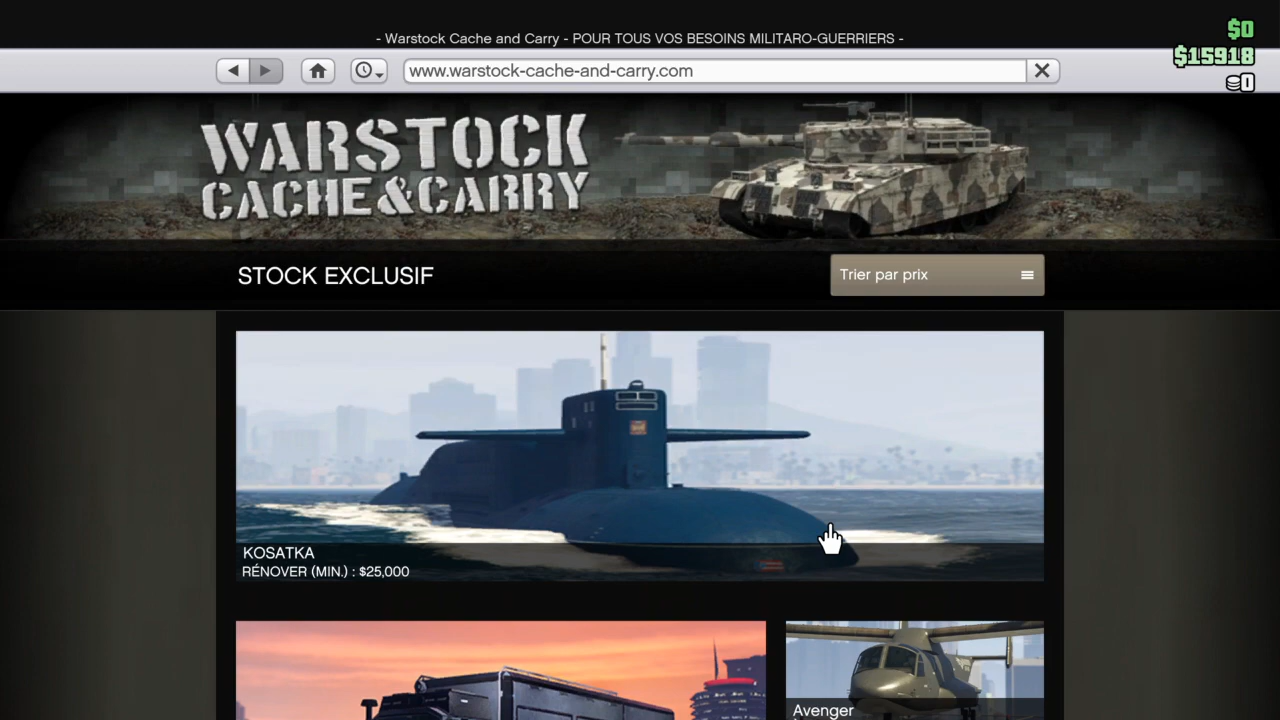 - Warstock Cache and Carry - POUR TOUS VOS BESOINS MILITARO-GUERRIERS -
$0
$15918
0
www.warstock-cache-and-carry.com
WARSTOCK
CACHE&CARRY
STOCK EXCLUSIF
Trier par prix
KOSATKA
RÉNOVER (MIN.) : $25,000
Avenger